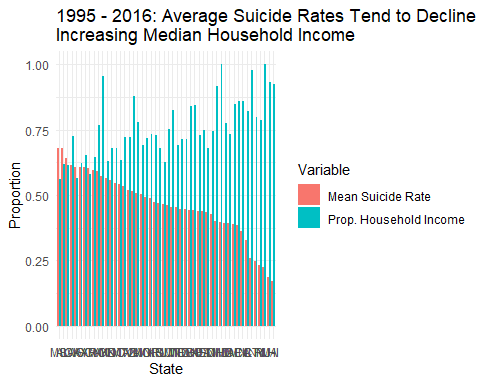 1995 - 2016: Average Suicide Rates Tend to Decline
Increasing Median Household Income
1.00
0.75
0.50
0.25
0.00
Proportion
State
Variable
Mean Suicide Rate
Prop. Household Income